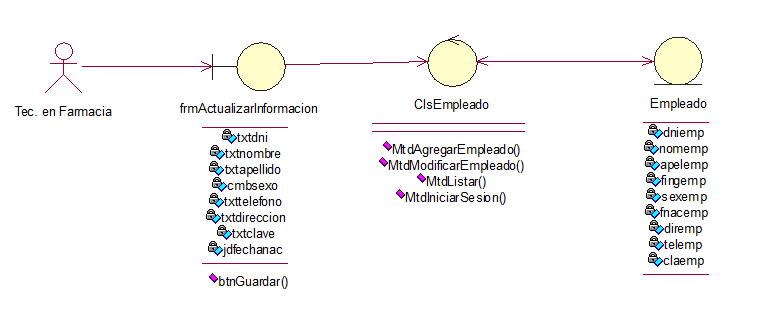 Tec. en Farmacia
frmActualizarInformacion
txtdni
txtnombre
txtapellido
cmbsexo
txttelefono
txtdireccion
txtclave
jdfechanac
btnGuardar()
ClsEmpleado
MtdAgregarEmpleado()
MtdModificarEmpleado()
MtdListar()
MtdIniciarSesion()
Empleado
dniemp
nomemp
apelemp
fingemp
sexemp
fnacemp
diremp
telemp
claemp